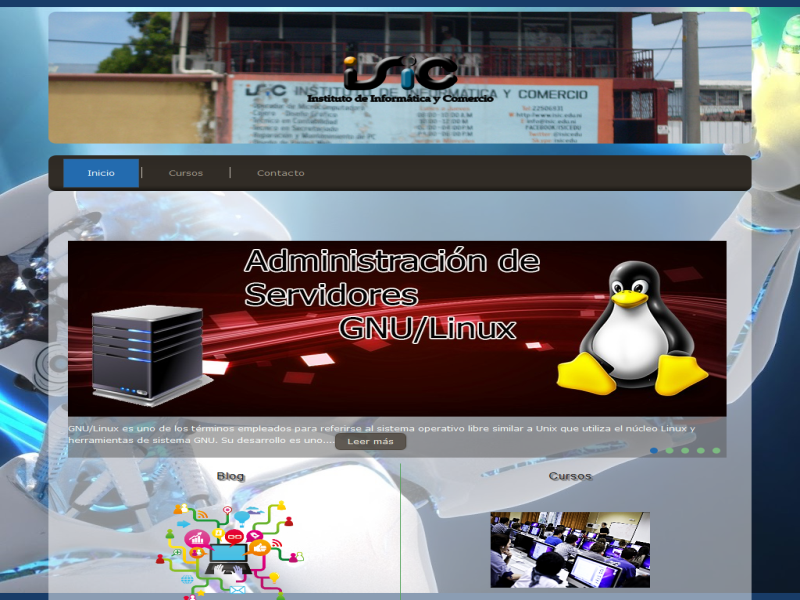 isic
Instituto de Informática y Comercio
isic INSTITUTO DE INFORMATICA Y COMERCIO
Inicio | Cursos | Contacto
Administración de
Servidores
GNU/Linux
GNU/Linux es uno de los términos empleados para referirse al sistema operativo libre similar a Unix que utiliza el núcleo Linux y
herramientas de sistema GNU. Su desarrollo es uno.... Leer más
Blog
Cursos